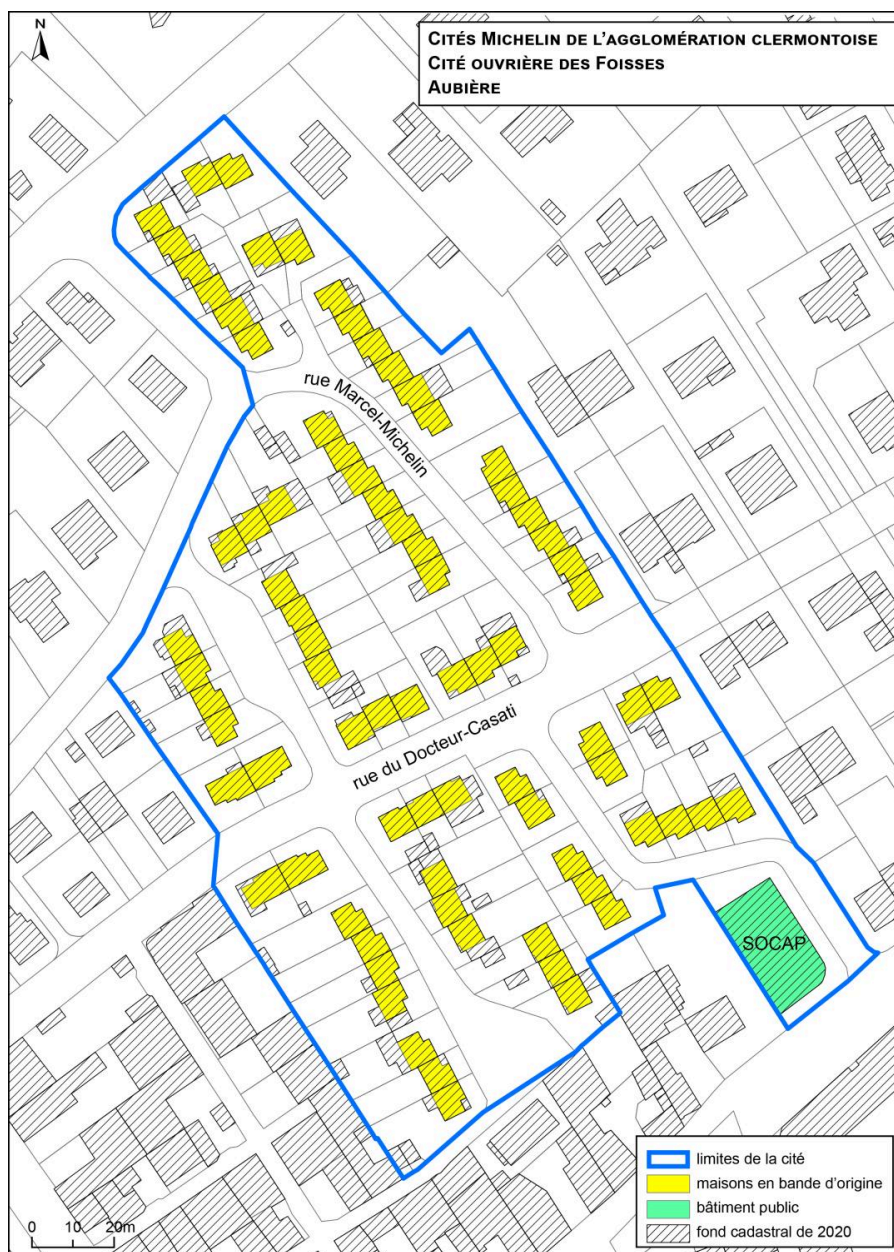 N
CITÉS MICHELIN DE L'AGGLOMÉRATION CLERMONTOISE
CITÉ OUVRIÈRE DES FOISSES
AUBIÈRE
rue Marcel-Michelin
rue du Docteur-Casati
SOCAP
limites de la cité
maisons en bande d'origine
bâtiment public
fond cadastral de 2020
0 10 20m